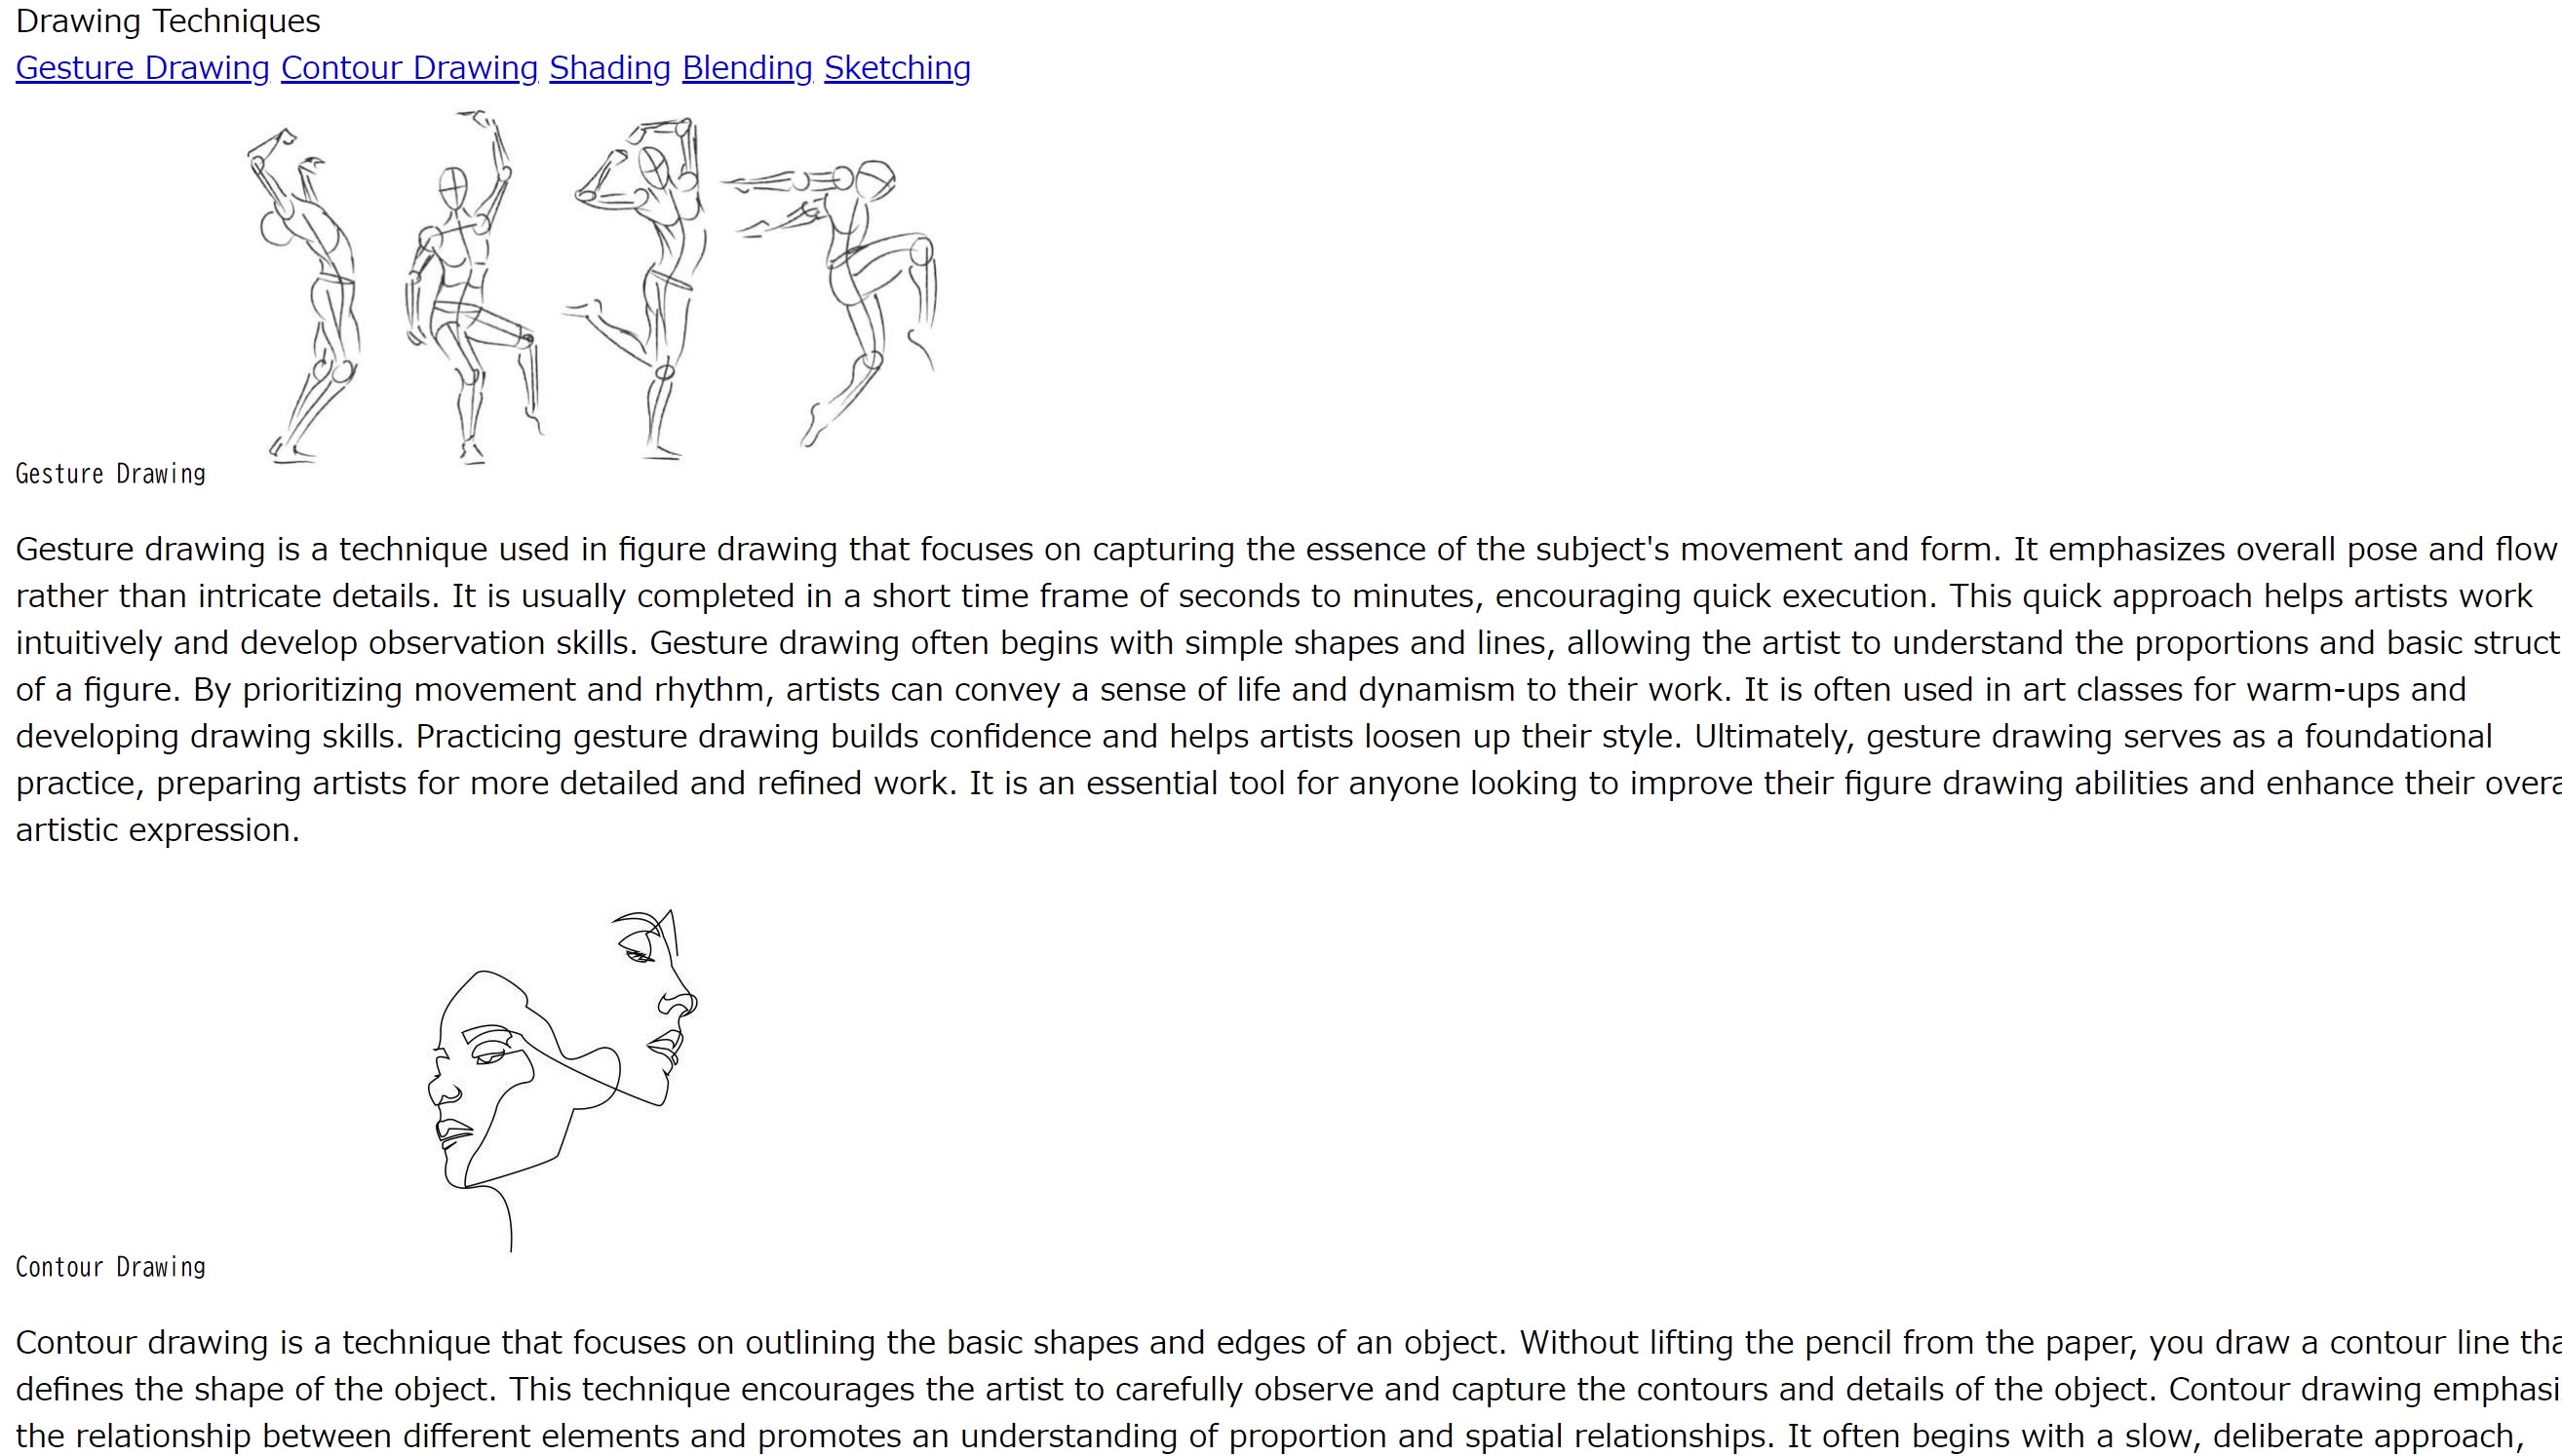 Drawing Techniques
Gesture Drawing Contour Drawing Shading Blending Sketching
Gesture Drawing
Gesture drawing is a technique used in figure drawing that focuses on capturing the essence of the subject's movement and form. It emphasizes overall pose and flow
rather than intricate details. It is usually completed in a short time frame of seconds to minutes, encouraging quick execution. This quick approach helps artists work
intuitively and develop observation skills. Gesture drawing often begins with simple shapes and lines, allowing the artist to understand the proportions and basic struct
of a figure. By prioritizing movement and rhythm, artists can convey a sense of life and dynamism to their work. It is often used in art classes for warm-ups and
developing drawing skills. Practicing gesture drawing builds confidence and helps artists loosen up their style. Ultimately, gesture drawing serves as a foundational
practice, preparing artists for more detailed and refined work. It is an essential tool for anyone looking to improve their figure drawing abilities and enhance their overa
artistic expression.
Contour Drawing
Contour drawing is a technique that focuses on outlining the basic shapes and edges of an object. Without lifting the pencil from the paper, you draw a contour line tha
defines the shape of the object. This technique encourages the artist to carefully observe and capture the contours and details of the object. Contour drawing emphasi
the relationship between different elements and promotes an understanding of proportion and spatial relationships. It often begins with a slow, deliberate approach,